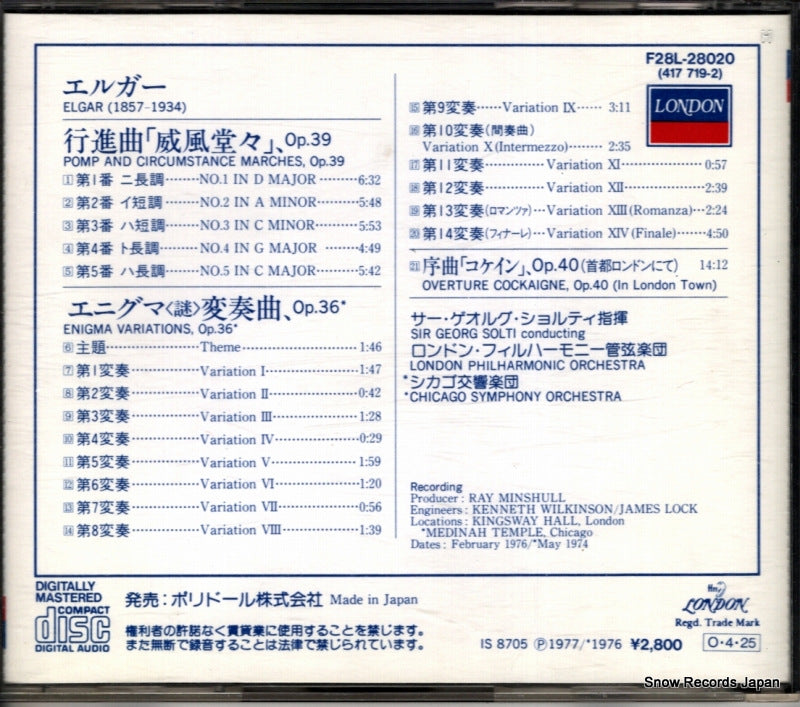 F28L-28020
(417 719-2)
LONDON
エルガー
ELGAR (1857-1934)
行進曲「威風堂々」、Op.39
POMP AND CIRCUMSTANCE MARCHES, Op.39
1 第1番 ニ長調………NO.1 IN D MAJOR………6:32
2 第2番 イ短調………NO.2 IN A MINOR………5:48
3 第3番 ハ短調………NO.3 IN C MINOR………5:53
4 第4番 ト長調………NO.4 IN G MAJOR………4:49
5 第5番 ハ長調………NO.5 IN C MAJOR………5:42
エニグマ〈謎〉変奏曲、Op.36*
ENIGMA VARIATIONS, Op.36*
6 主題………Theme………1:46
7 第1変奏………Variation I………1:47
8 第2変奏………Variation II………0:42
9 第3変奏………Variation III………1:28
10 第4変奏………Variation IV………0:29
11 第5変奏………Variation V………1:59
12 第6変奏………Variation VI………1:20
13 第7変奏………Variation VII………0:56
14 第8変奏………Variation VIII………1:39
15 第9変奏……Variation IX……3:11
16 第10変奏(間奏曲)
Variation X(Intermezzo)………2:35
17 第11変奏………Variation XI………0:57
18 第12変奏………Variation XII………2:39
19 第13変奏(ロマンツァ)…Variation XIII(Romanza)…2:24
20 第14変奏(フィナーレ)…Variation XIV(Finale)…4:50
21 序曲「コケイン」、Op.40(首都ロンドンにて) 14:12
OVERTURE COCKAIGNE, Op.40 (In London Town)
サー・ゲオルグ・ショルティ指揮
SIR GEORG SOLTI conducting
ロンドン・フィルハーモニー管弦楽団
LONDON PHILHARMONIC ORCHESTRA
*シカゴ交響楽団
*CHICAGO SYMPHONY ORCHESTRA
Recording
Producer : RAY MINSHULL
Engineers : KENNETH WILKINSON/JAMES LOCK
Locations : KINGSWAY HALL, London
*MEDINAH TEMPLE, Chicago
Dates : February 1976/*May 1974
DIGITALLY
MASTERED
COMPACT
disc
DIGITAL AUDIO
発売：ポリドール株式会社 Made in Japan
権利者の許諾なく賃貸業に使用することを禁じます。
また無断で録音することは法律で禁じられています。
LONDON
Regd. Trade Mark
IS 8705 Ⓟ1977/*1976 ¥2,800 O・4・25
Snow Records Japan